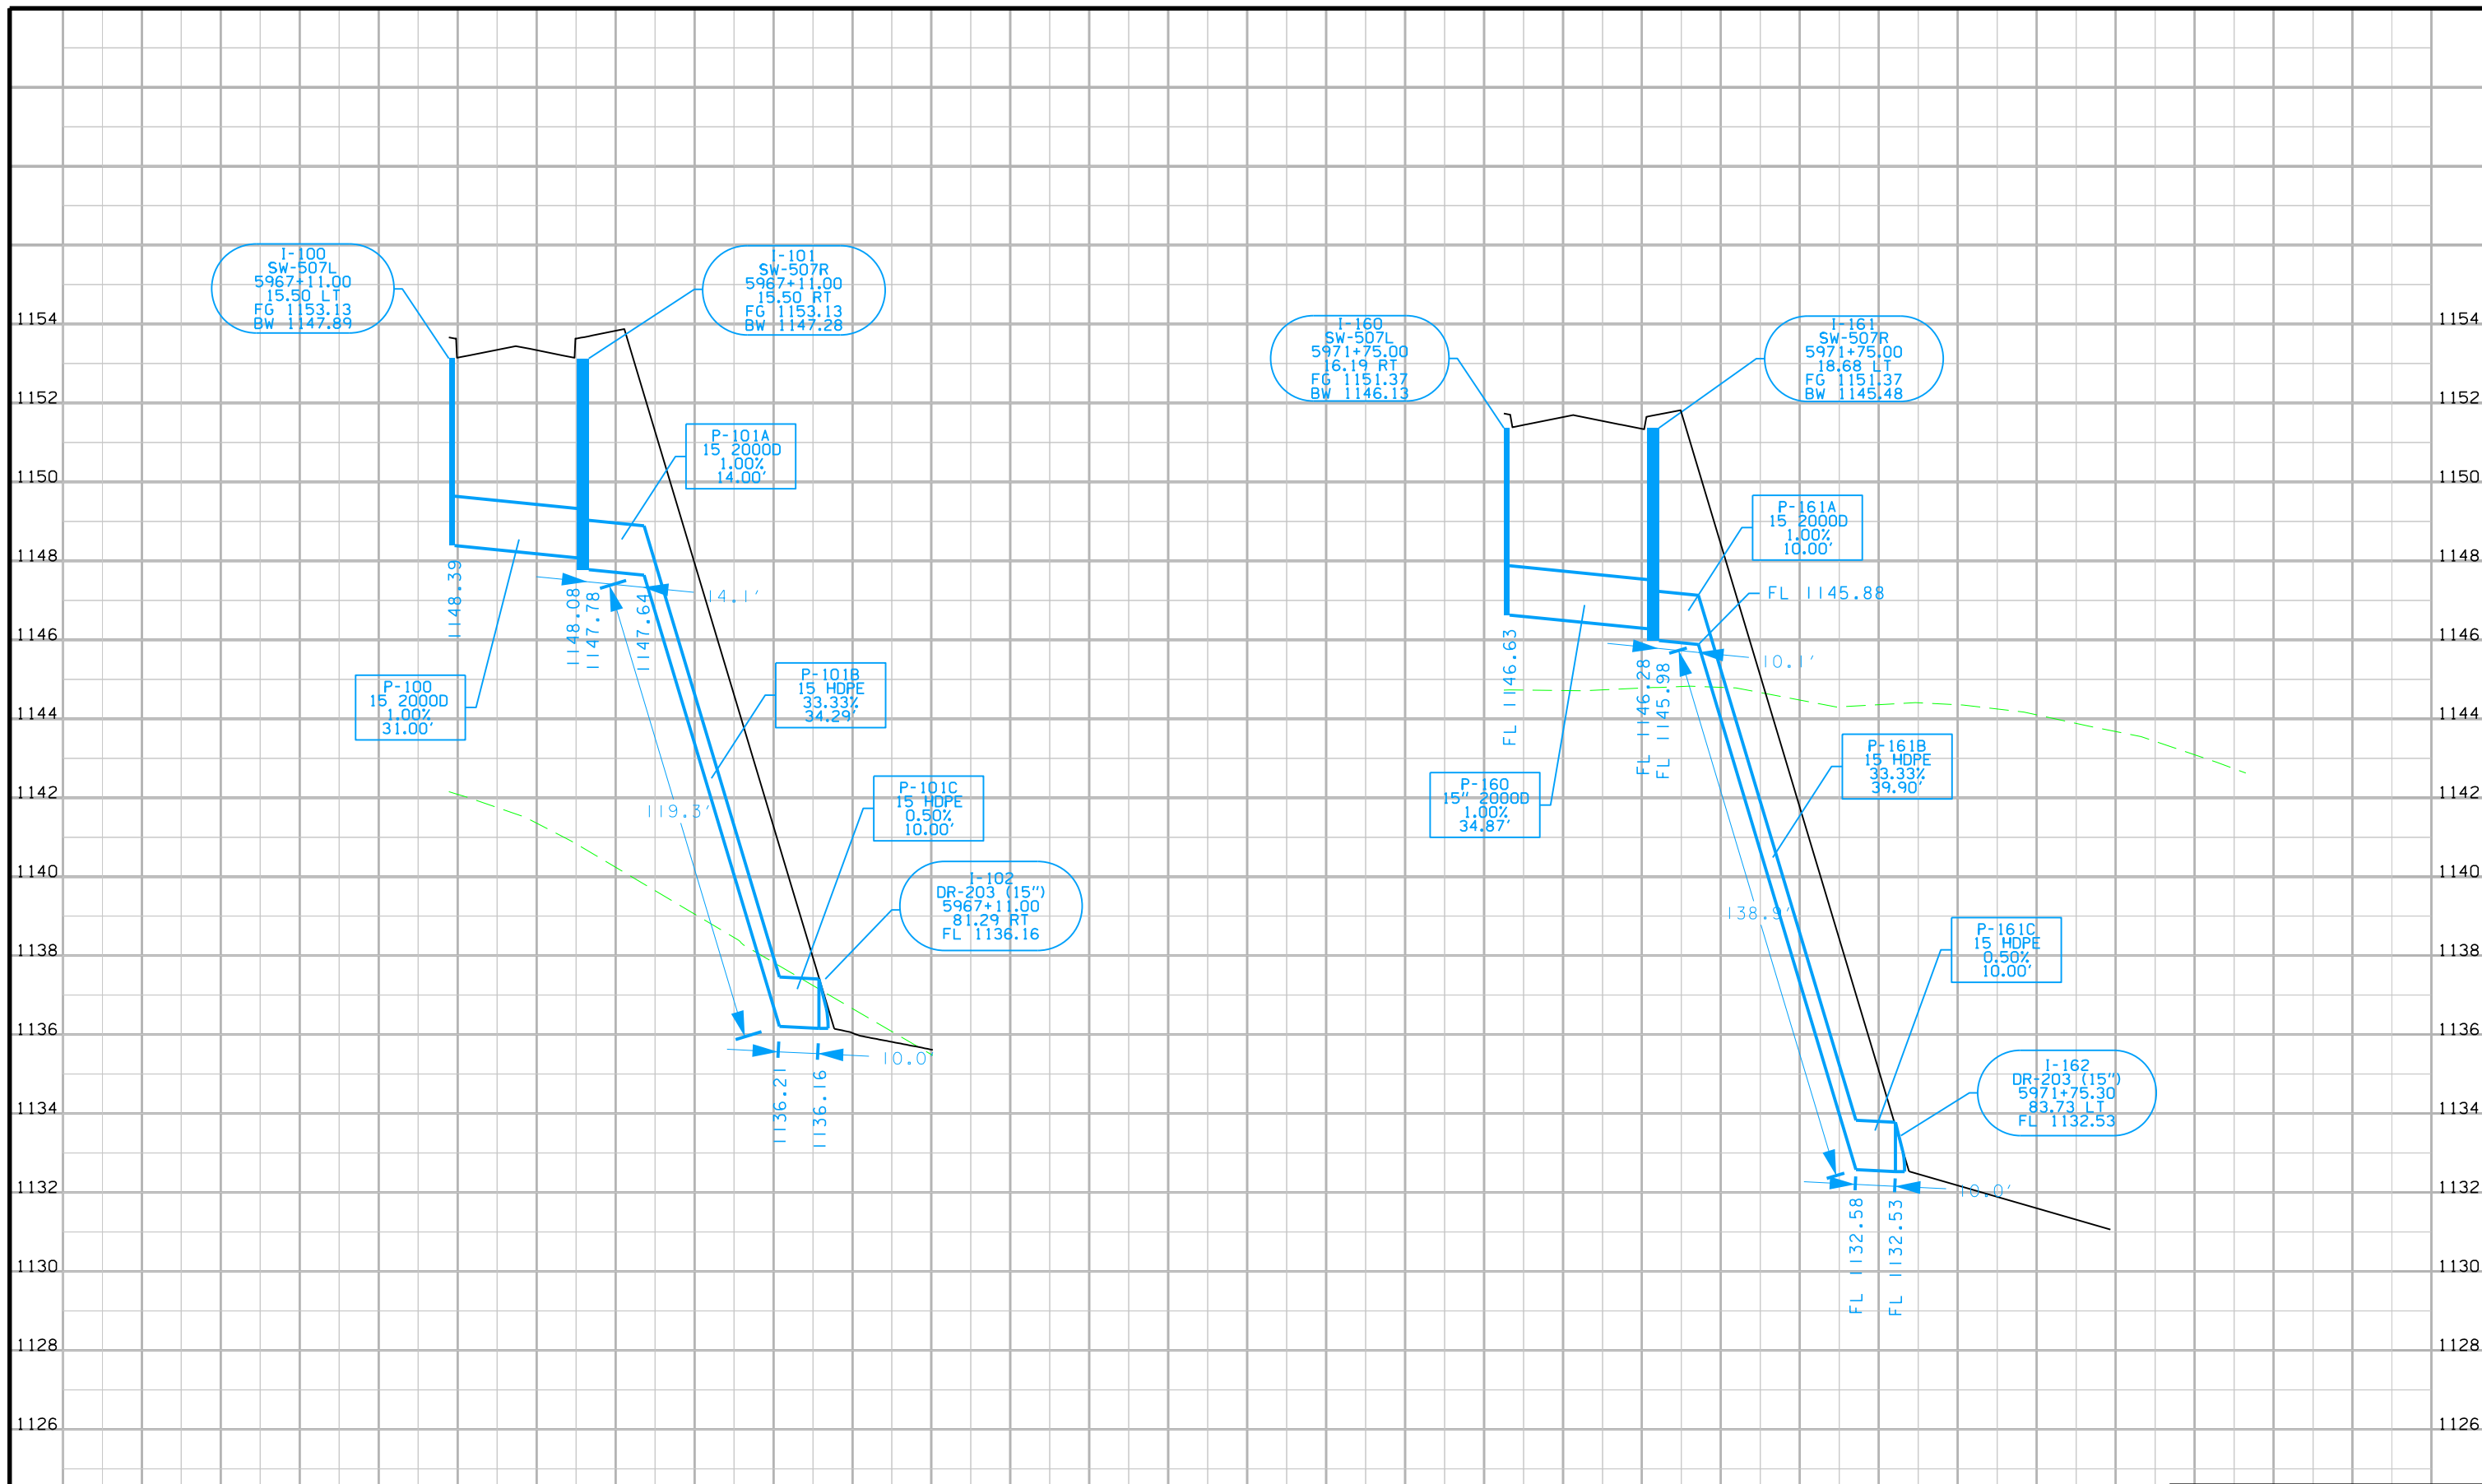 I-100
SW-507L
5967+11.00
15.50 LT
FG 1153.13
BW 1147.89
I-101
SW-507R
5967+11.00
15.50 RT
FG 1153.13
BW 1147.28
I-160
SW-507L
5971+75.00
16.19 RT
FG 1151.37
BW 1146.13
I-161
SW-507R
5971+75.00
18.68 LT
FG 1151.37
BW 1145.48
1154
1152
1150
1148
1146
1144
1142
1140
1138
1136
1134
1132
1130
1128
1126
P-101A
15 2000D
1.00%
14.00'
1148.39
1148.08
1147.78
1147.64
14.1'
P-100
15 2000D
1.00%
31.00'
P-101B
15 HDPE
33.33%
34.29'
119.3'
P-101C
15 HDPE
0.50%
10.00'
I-102
DR-203 (15")
5967+11.00
81.29 RT
FL 1136.16
10.0'
1136.21
1136.16
P-161A
15 2000D
1.00%
10.00'
FL 1145.88
FL 1146.63
FL 1146.28
FL 1145.98
10.1'
P-160
15" 2000D
1.00%
34.87'
P-161B
15 HDPE
33.33%
39.90'
138.9'
P-161C
15 HDPE
0.50%
10.00'
I-162
DR-203 (15")
5971+75.30
83.73 LT
FL 1132.53
10.0'
FL 1132.58
FL 1132.53
1154
1152
1150
1148
1146
1144
1142
1140
1138
1136
1134
1132
1130
1128
1126